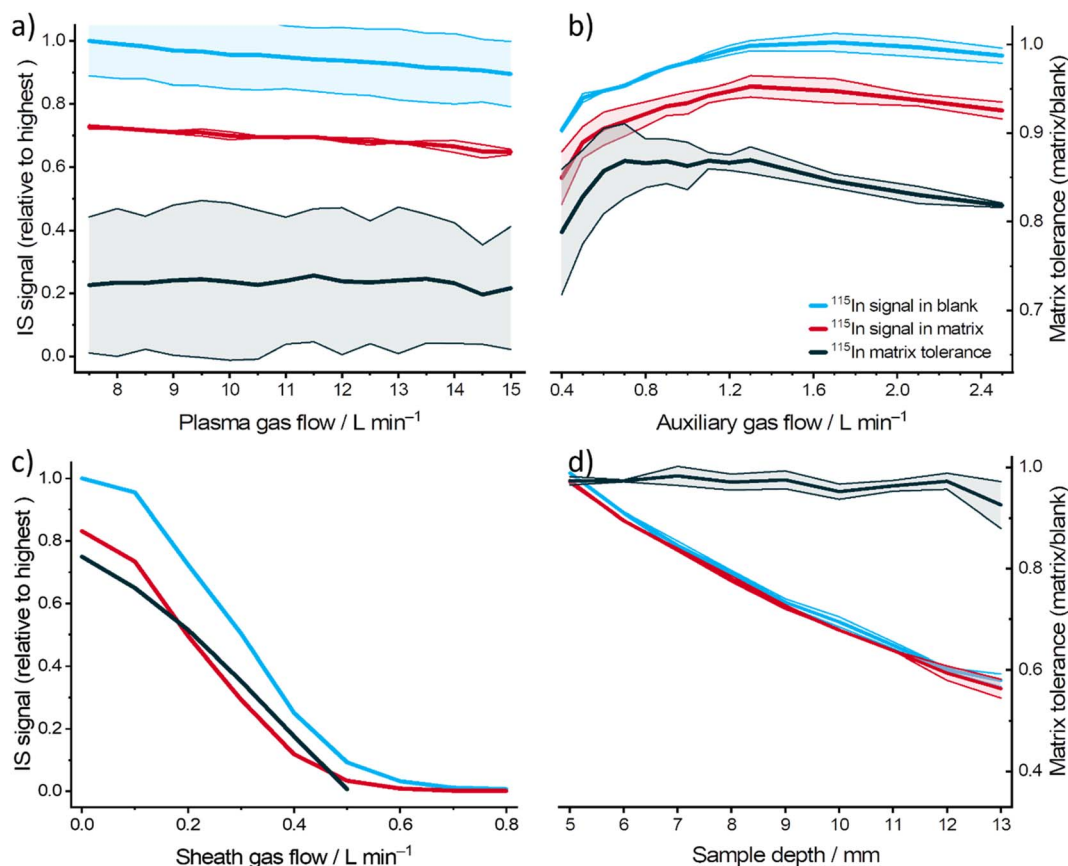 a)
b)
IS signal (relative to highest)
1.0
0.8
0.6
0.4
0.2
0.0
8 9 10 11 12 13 14 15
Plasma gas flow / L min⁻¹
1.0
0.9
0.8
0.7
Matrix tolerance (matrix/blank)
¹¹⁵In signal in blank
¹¹⁵In signal in matrix
¹¹⁵In matrix tolerance
0.4 0.8 1.2 1.6 2.0 2.4
Auxiliary gas flow / L min⁻¹
c)
d)
IS signal (relative to highest)
1.0
0.8
0.6
0.4
0.2
0.0
0.0 0.2 0.4 0.6 0.8
Sheath gas flow / L min⁻¹
1.0
0.8
0.6
0.4
Matrix tolerance (matrix/blank)
5 6 7 8 9 10 11 12 13
Sample depth / mm